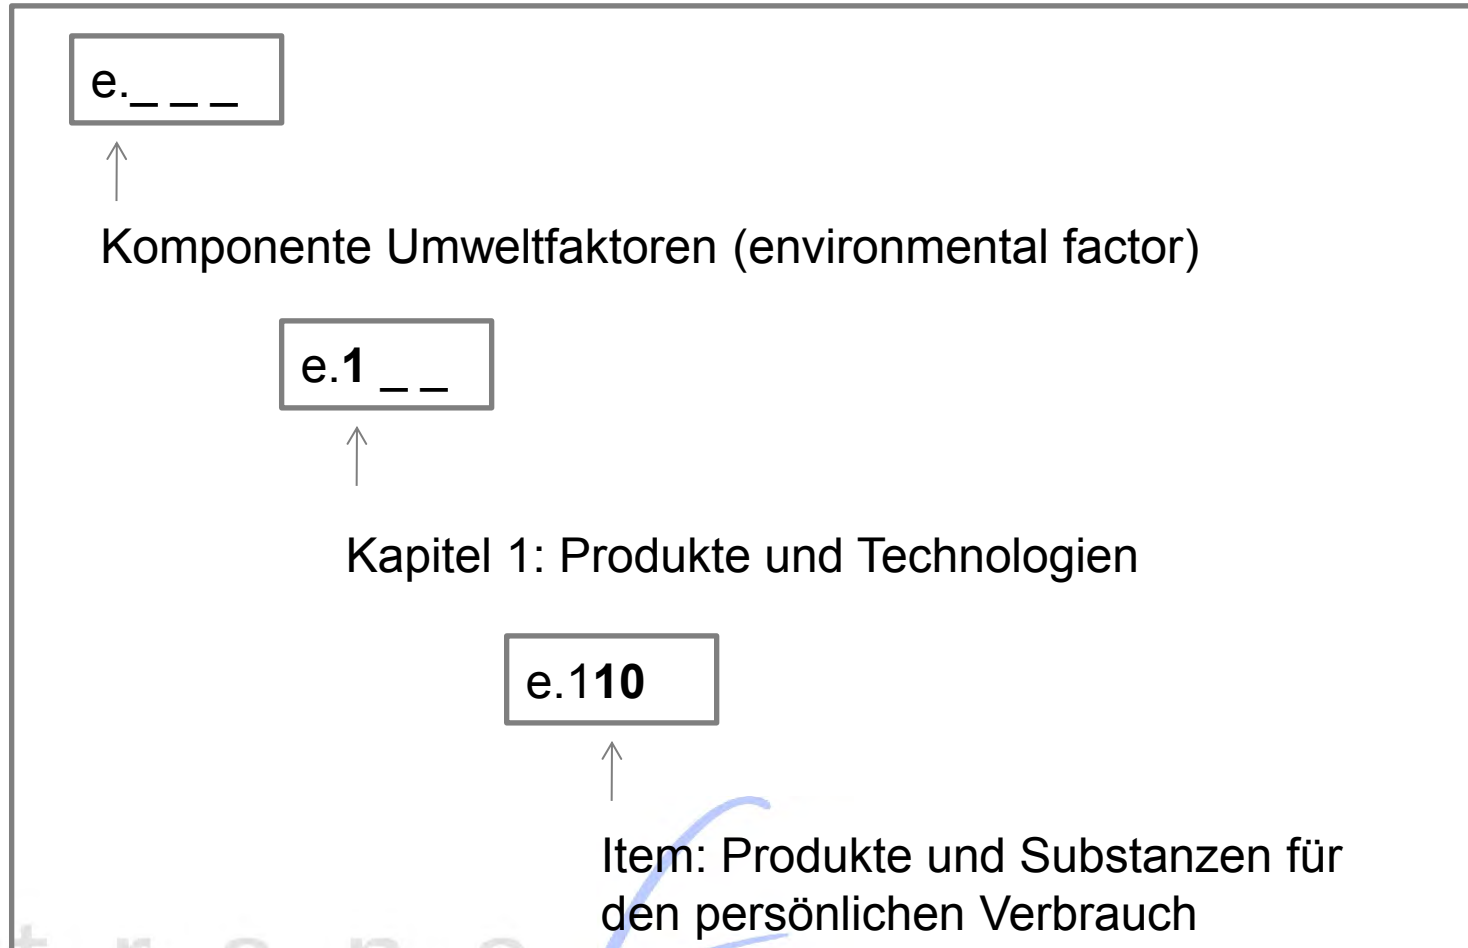 e._ _ _
Komponente Umweltfaktoren (environmental factor)
e.1 _ _
Kapitel 1: Produkte und Technologien
e.110
Item: Produkte und Substanzen für
den persönlichen Verbrauch